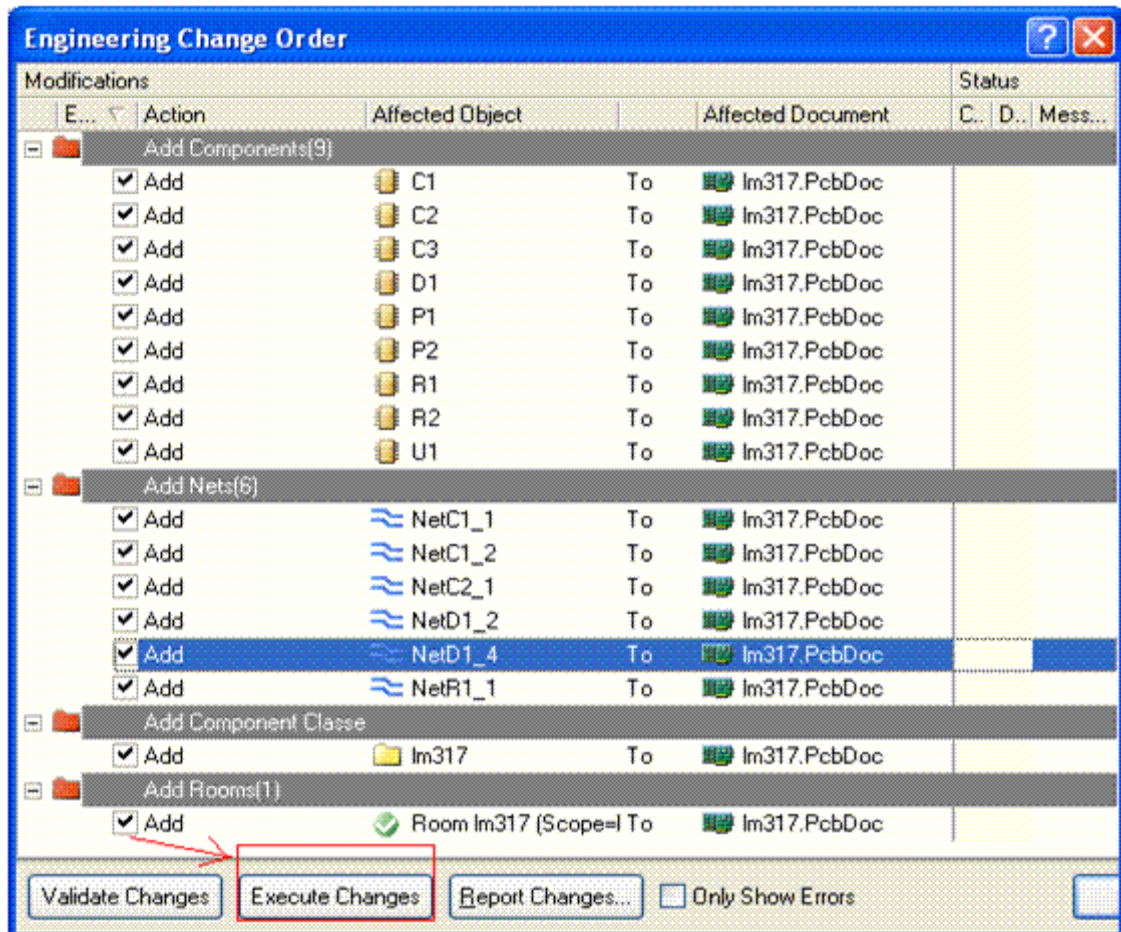 Engineering Change Order
Modifications Status
E... Action Affected Object Affected Document C.. D.. Mess...
Add Components(9)
Add C1 To lm317.PcbDoc
Add C2 To lm317.PcbDoc
Add C3 To lm317.PcbDoc
Add D1 To lm317.PcbDoc
Add P1 To lm317.PcbDoc
Add P2 To lm317.PcbDoc
Add R1 To lm317.PcbDoc
Add R2 To lm317.PcbDoc
Add U1 To lm317.PcbDoc
Add Nets(6)
Add NetC1_1 To lm317.PcbDoc
Add NetC1_2 To lm317.PcbDoc
Add NetC2_1 To lm317.PcbDoc
Add NetD1_2 To lm317.PcbDoc
Add NetD1_4 To lm317.PcbDoc
Add NetR1_1 To lm317.PcbDoc
Add Component Classe
Add lm317 To lm317.PcbDoc
Add Rooms(1)
Add Room lm317 (Scope=I To lm317.PcbDoc
Validate Changes Execute Changes Report Changes... Only Show Errors